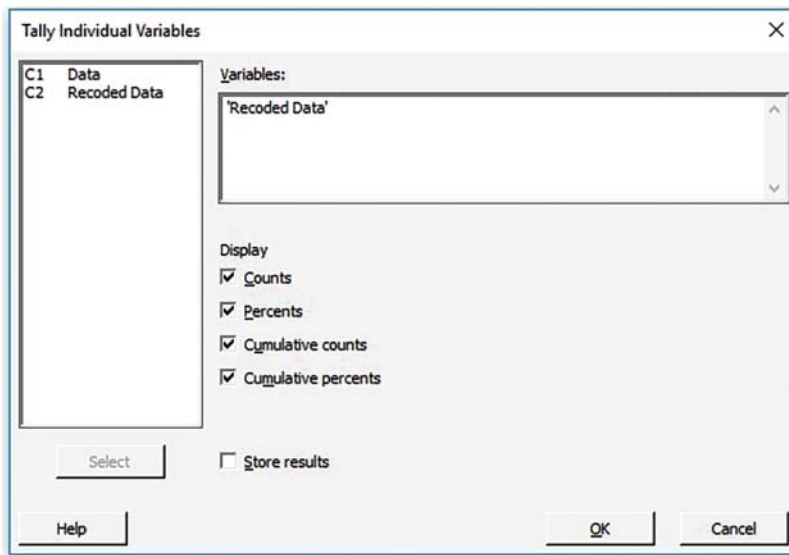 Tally Individual Variables
C1 Data
C2 Recoded Data
Variables:
'Recoded Data'
Display
Counts
Percents
Cumulative counts
Cumulative percents
Select
Store results
Help
OK
Cancel